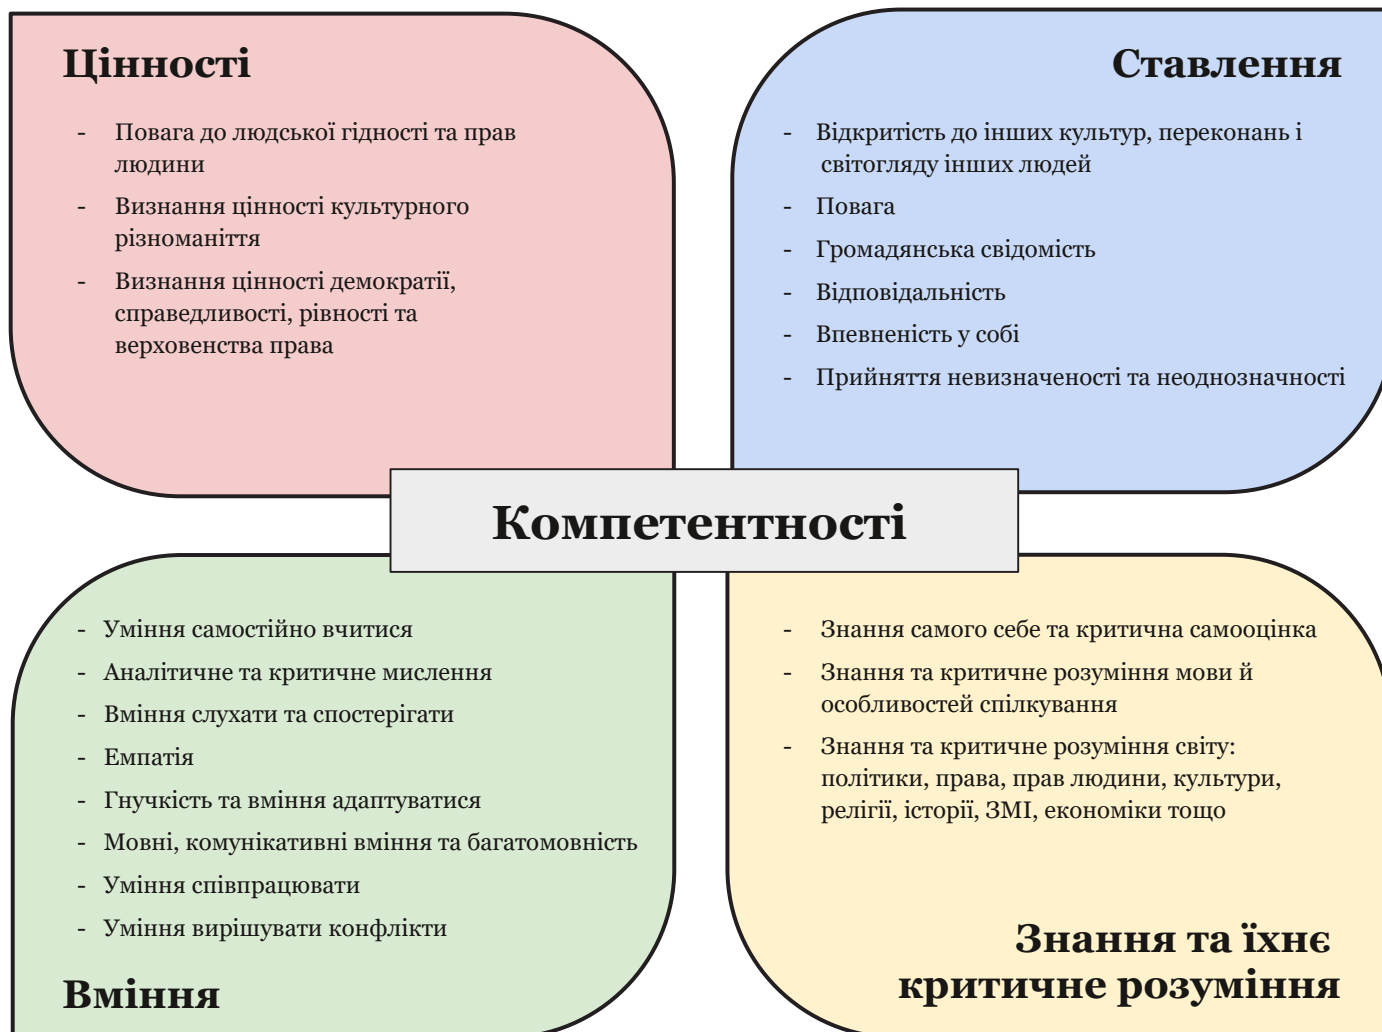 Цінності
- Повага до людської гідності та прав
людини
- Визнання цінності культурного
різноманіття
- Визнання цінності демократії,
справедливості, рівності та
верховенства права
Ставлення
- Відкритість до інших культур, переконань і
світогляду інших людей
- Повага
- Громадянська свідомість
- Відповідальність
- Впевненість у собі
- Прийняття невизначеності та неоднозначності
Компетентності
- Уміння самостійно вчитися
- Аналітичне та критичне мислення
- Вміння слухати та спостерігати
- Емпатія
- Гнучкість та вміння адаптуватися
- Мовні, комунікативні вміння та багатомовність
- Уміння співпрацювати
- Уміння вирішувати конфлікти
Вміння
- Знання самого себе та критична самооцінка
- Знання та критичне розуміння мови й
особливостей спілкування
- Знання та критичне розуміння світу:
політики, права, прав людини, культури,
релігії, історії, ЗМІ, економіки тощо
Знання та їхнє
критичне розуміння